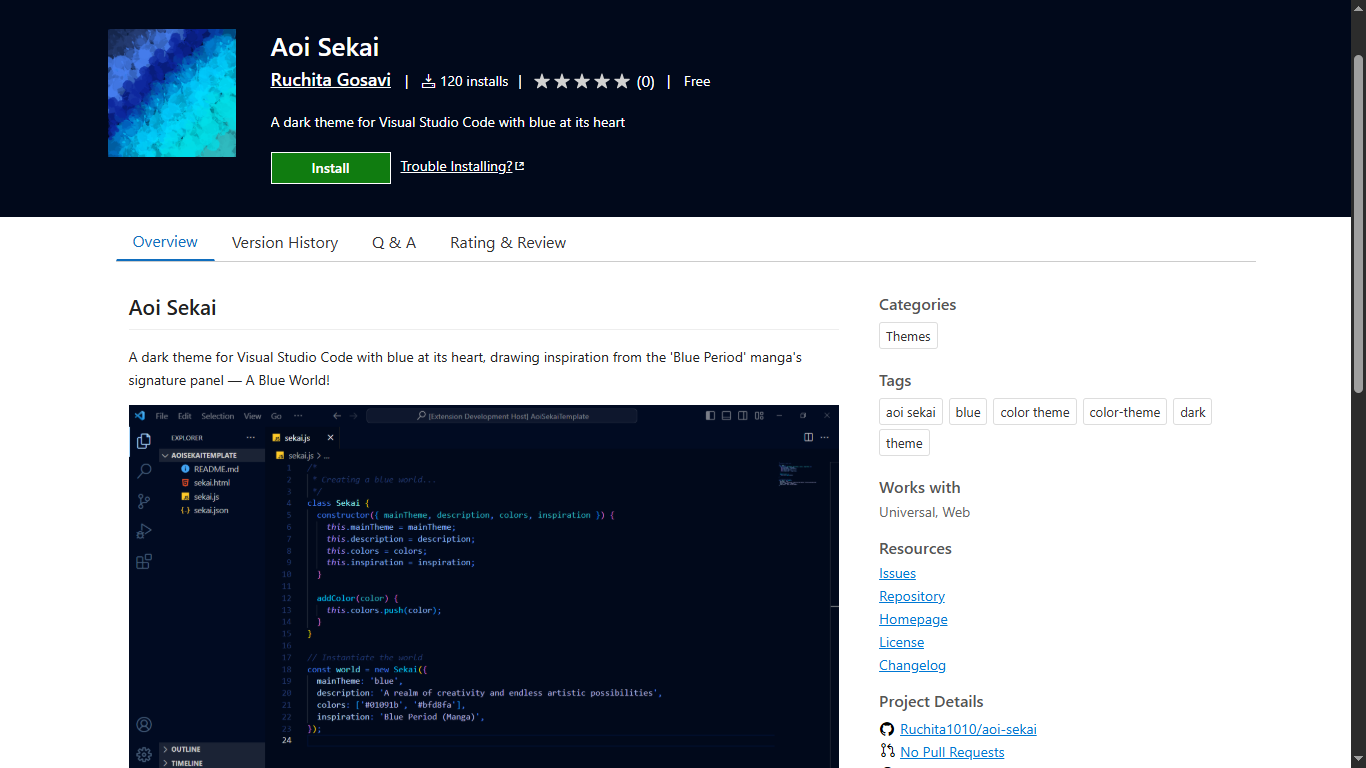 Aoi Sekai
Ruchita Gosavi | 120 installs | (0) | Free
A dark theme for Visual Studio Code with blue at its heart
Install Trouble Installing?
Overview Version History Q & A Rating & Review
Aoi Sekai
A dark theme for Visual Studio Code with blue at its heart, drawing inspiration from the 'Blue Period' manga's
signature panel — A Blue World!
File Edit Selection View Go ··· [Extension Development Host] AoiSekaiTemplate
EXPLORER ···
AOISEKAITEMPLATE
README.md
sekai.html
sekai.js
{..} sekai.json
OUTLINE
TIMELINE
sekai.js
sekai.js > ...
1 /*
2 * Creating a blue world...
3 */
4 class Sekai {
5 constructor({ mainTheme, description, colors, inspiration }) {
6 this.mainTheme = mainTheme;
7 this.description = description;
8 this.colors = colors;
9 this.inspiration = inspiration;
10 }
11
12 addColor(color) {
13 this.colors.push(color);
14 }
15 }
16
17 // Instantiate the world
18 const world = new Sekai({
19 mainTheme: 'blue',
20 description: 'A realm of creativity and endless artistic possibilities',
21 colors: ['#01091b', '#bfd8fa'],
22 inspiration: 'Blue Period (Manga)',
23 });
24
Categories
Themes
Tags
aoi sekai blue color theme color-theme dark
theme
Works with
Universal, Web
Resources
Issues
Repository
Homepage
License
Changelog
Project Details
Ruchita1010/aoi-sekai
No Pull Requests